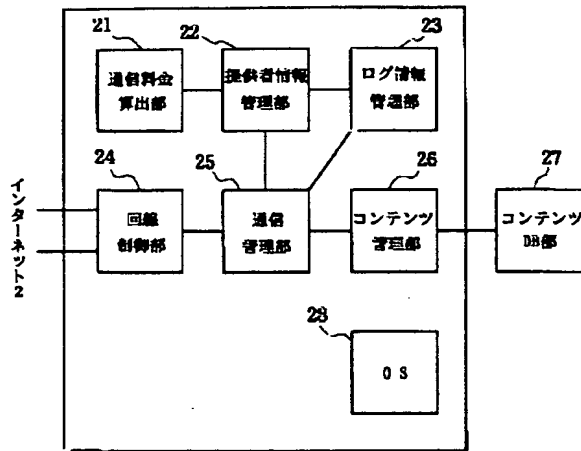 21
22
23
通信料金
算出部
提供者情報
管理部
ログ情報
管理部
24
25
26
27
インターネット2
回線
制御部
通信
管理部
コンテンツ
管理部
コンテンツ
DB部
28
OS